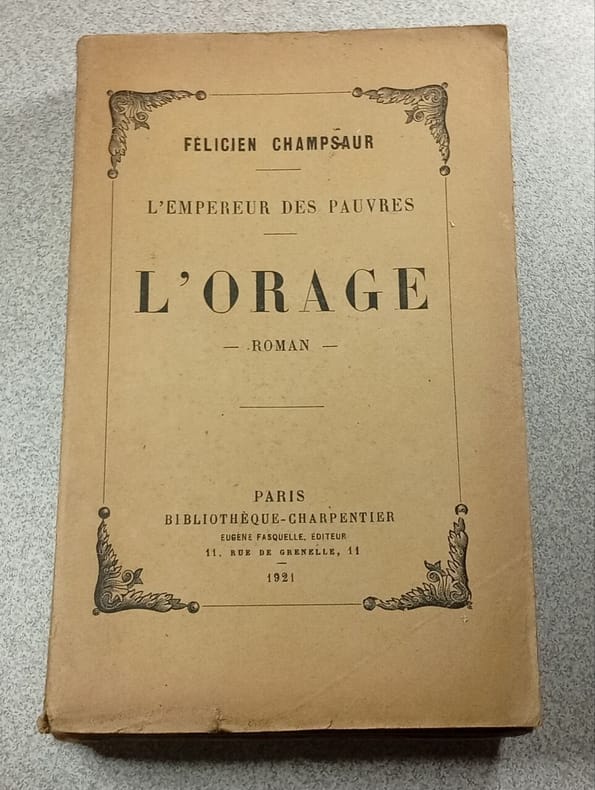 FÉLICIEN CHAMPSAUR
L'EMPEREUR DES PAUVRES
L'ORAGE
— ROMAN —
PARIS
BIBLIOTHÈQUE-CHARPENTIER
EUGÈNE FASQUELLE, ÉDITEUR
11, RUE DE GRENELLE, 11
1921